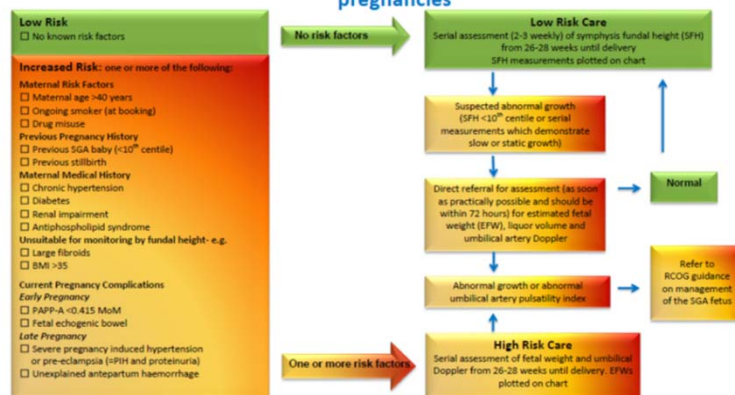 pregnancies
Low Risk
☐ No known risk factors
Increased Risk: one or more of the following:
Maternal Risk Factors
☐ Maternal age >40 years
☐ Ongoing smoker (at booking)
☐ Drug misuse
Previous Pregnancy History
☐ Previous SGA baby (<10th centile)
☐ Previous stillbirth
Maternal Medical History
☐ Chronic hypertension
☐ Diabetes
☐ Renal impairment
☐ Antiphospholipid syndrome
Unsuitable for monitoring by fundal height- e.g.
☐ Large fibroids
☐ BMI >35
Current Pregnancy Complications
Early Pregnancy
☐ PAPP-A <0.415 MoM
☐ Fetal echogenic bowel
Late Pregnancy
☐ Severe pregnancy induced hypertension
or pre-eclampsia (=PIH and proteinuria)
☐ Unexplained antepartum haemorrhage
No risk factors
One or more risk factors
Low Risk Care
Serial assessment (2-3 weekly) of symphysis fundal height (SFH)
from 26-28 weeks until delivery
SFH measurements plotted on chart
Suspected abnormal growth
(SFH <10th centile or serial
measurements which demonstrate
slow or static growth)
Direct referral for assessment (as soon
as practically possible and should be
within 72 hours) for estimated fetal
weight (EFW), liquor volume and
umbilical artery Doppler
Normal
Abnormal growth or abnormal
umbilical artery pulsatility index
Refer to
RCOG guidance
on management
of the SGA fetus
High Risk Care
Serial assessment of fetal weight and umbilical
Doppler from 26-28 weeks until delivery. EFWs
plotted on chart